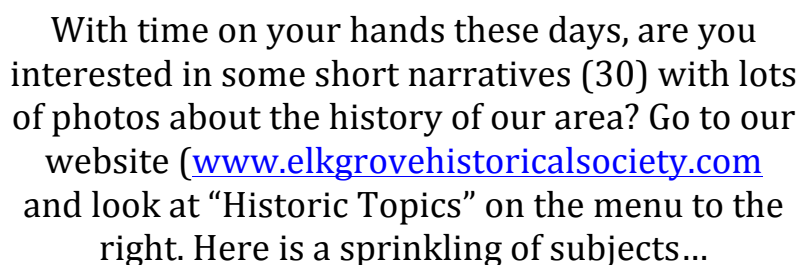 With time on your hands these days, are you
interested in some short narratives (30) with lots
of photos about the history of our area? Go to our
website (www.elkgrovehistoricalsociety.com
and look at “Historic Topics” on the menu to the
right. Here is a sprinkling of subjects…